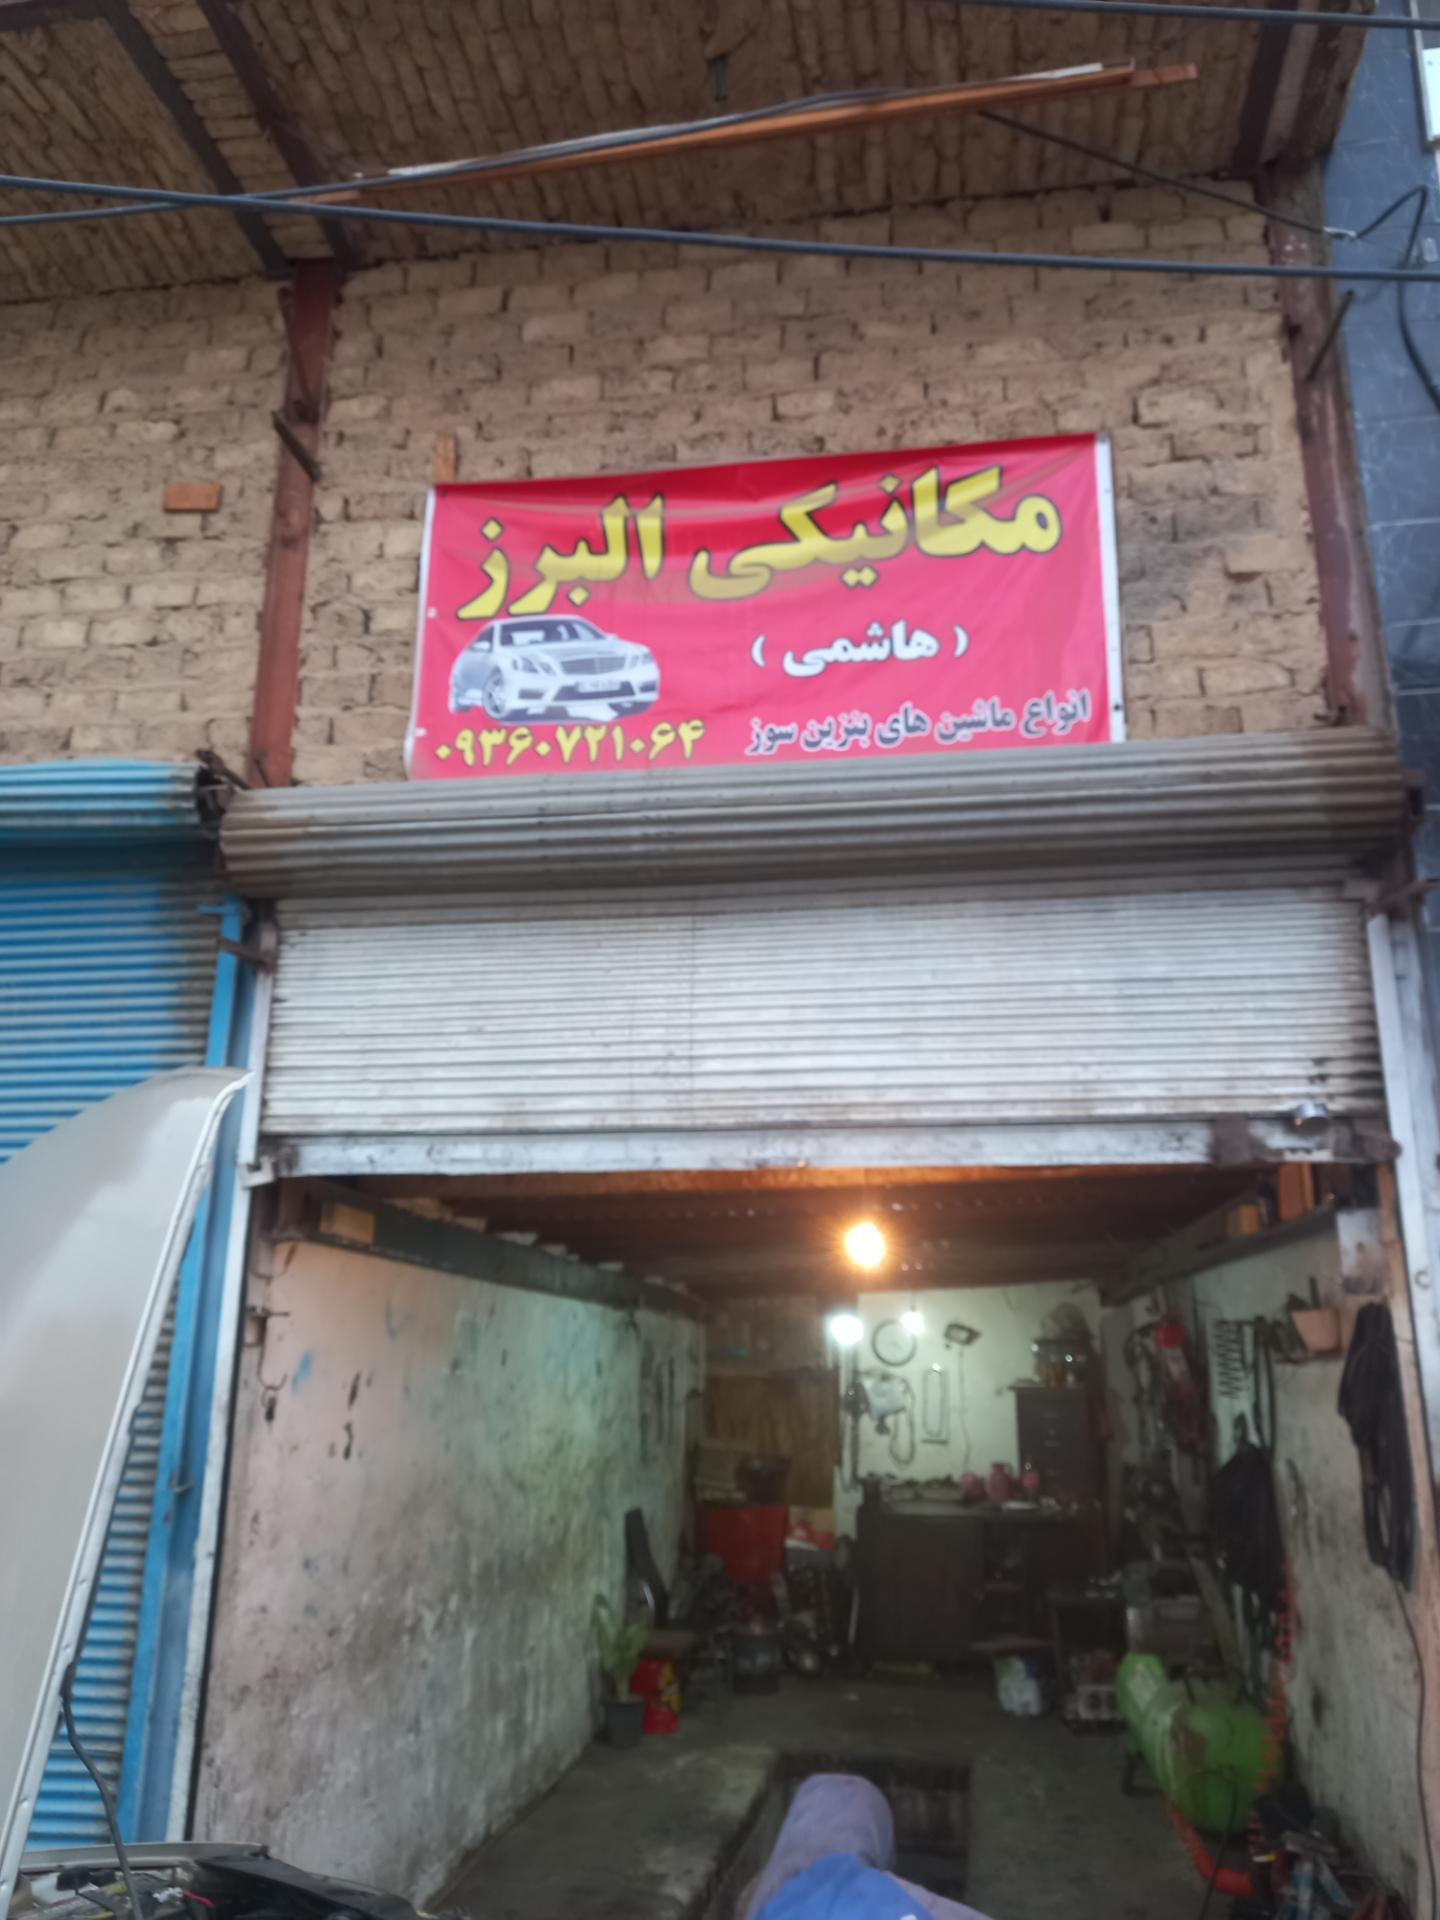 مکانیکی البرز
( هاشمی )
انواع ماشین های بنزین سوز
۰۹۳۶۰۷۲۱۰۶۴